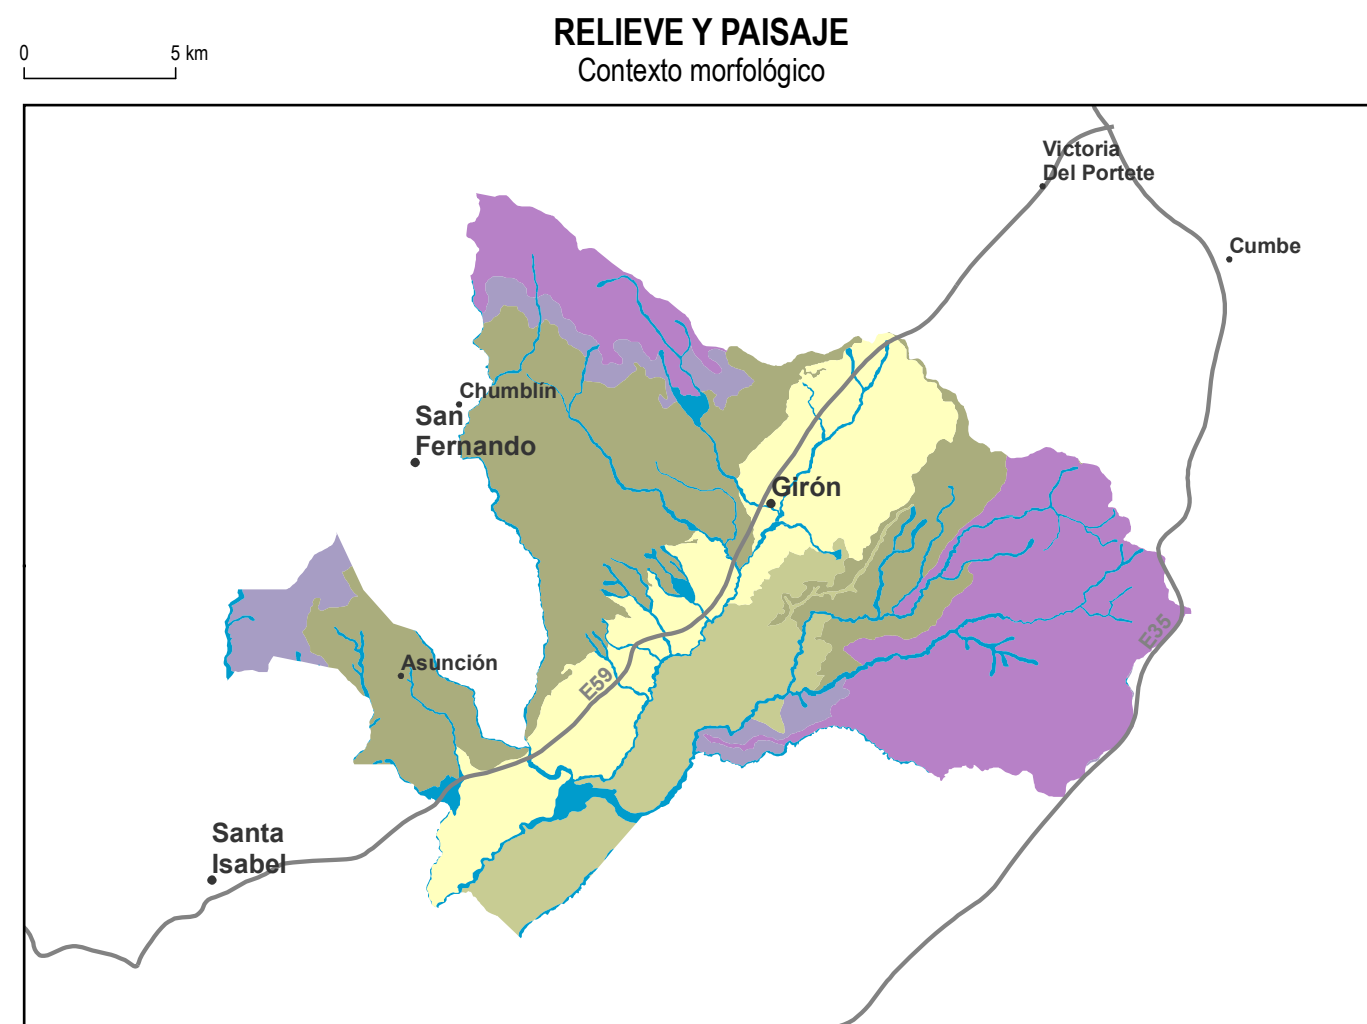 RELIEVE Y PAISAJE
Contexto morfológico
0
5 km
Victoria
Del Portete
Cumbe
Chumblín
San
Fernando
Girón
E35
Asunción
E59
Santa
Isabel